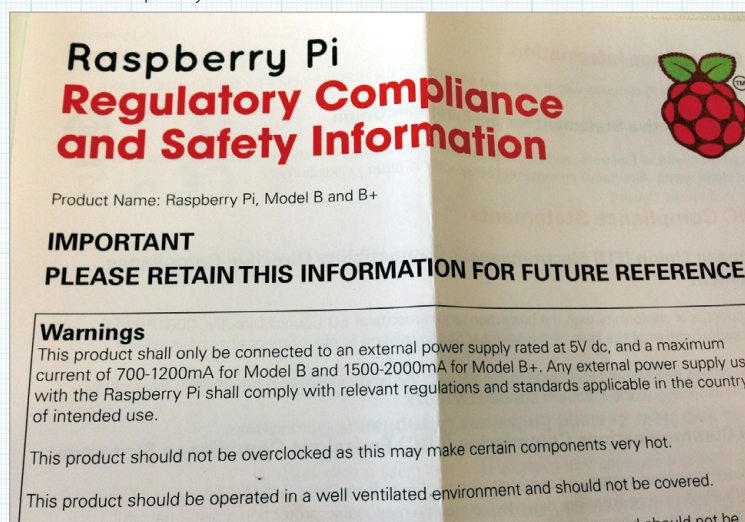 Raspberry Pi
Regulatory Compliance
and Safety Information
TM
Product Name: Raspberry Pi, Model B and B+
IMPORTANT
PLEASE RETAIN THIS INFORMATION FOR FUTURE REFERENCE
Warnings
This product shall only be connected to an external power supply rated at 5V dc, and a maximum
current of 700-1200mA for Model B and 1500-2000mA for Model B+. Any external power supply us
with the Raspberry Pi shall comply with relevant regulations and standards applicable in the country
of intended use.
This product should not be overclocked as this may make certain components very hot.
This product should be operated in a well ventilated environment and should not be covered.
should not be